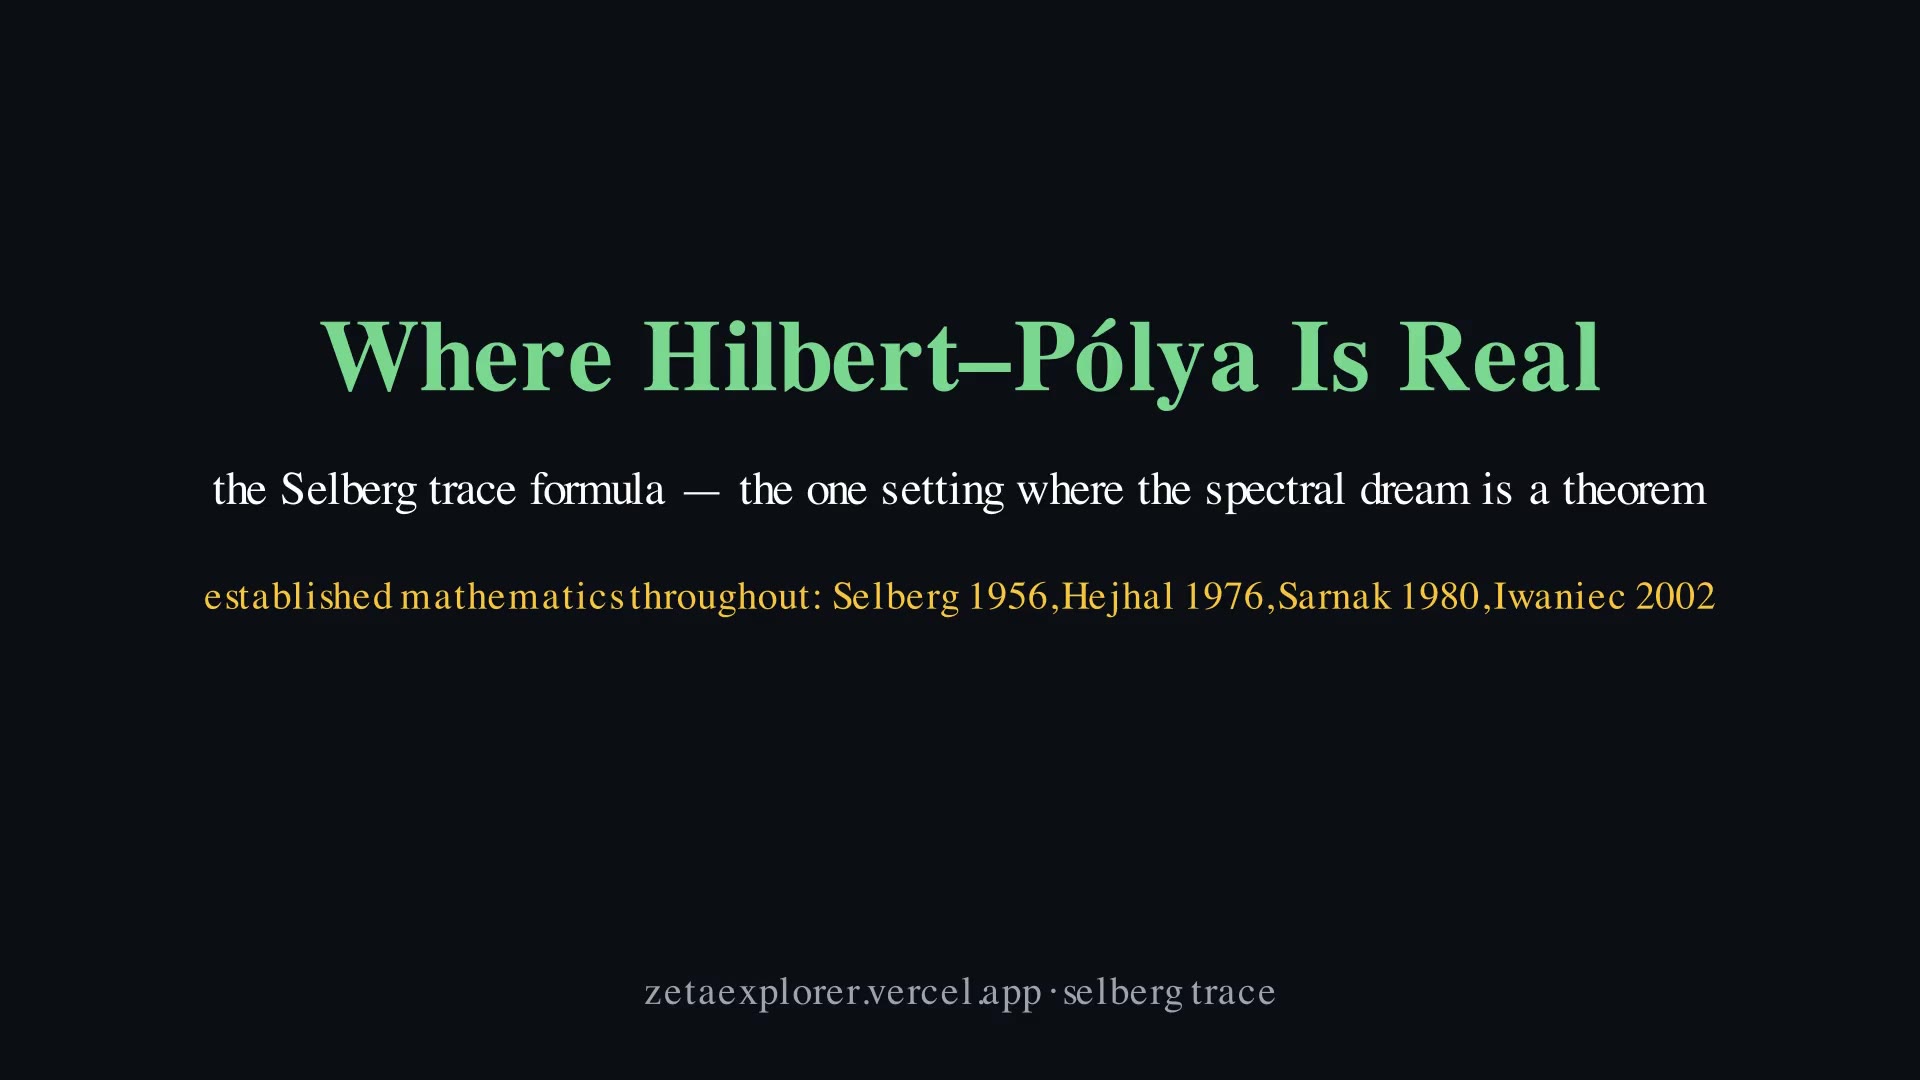 Where Hilbert–Pólya Is Real
the Selberg trace formula — the one setting where the spectral dream is a theorem
established mathematics throughout: Selberg 1956, Hejhal 1976, Sarnak 1980, Iwaniec 2002
zetaexplorer.vercel.app · selberg trace